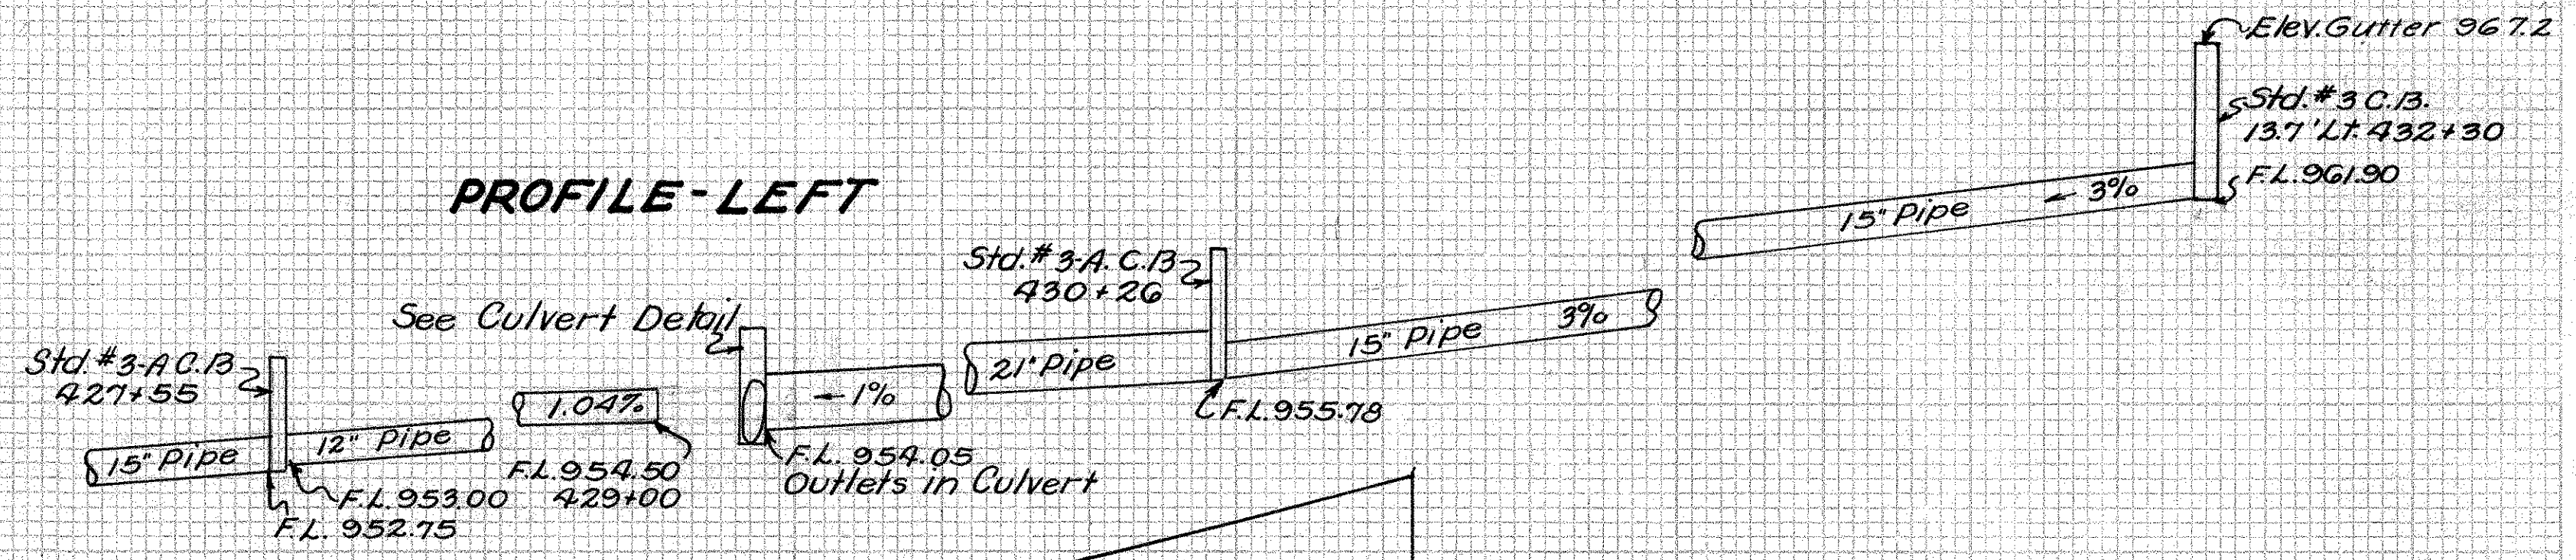 Elev. Gutter 967.2
Std. #3 C.B.
13.7' Lt. 432+30
F.L. 961.90
15" Pipe ← 3%
PROFILE - LEFT
Std. #3-A. C.B
430+26
15" Pipe 3%
21" Pipe
F.L. 955.78
See Culvert Detail
← 1%
F.L. 954.05
Outlets in Culvert
1.04%
F.L. 954.50
429+00
Std. #3-A C.B
427+55
15" Pipe
12" Pipe
F.L. 953.00
F.L. 952.75